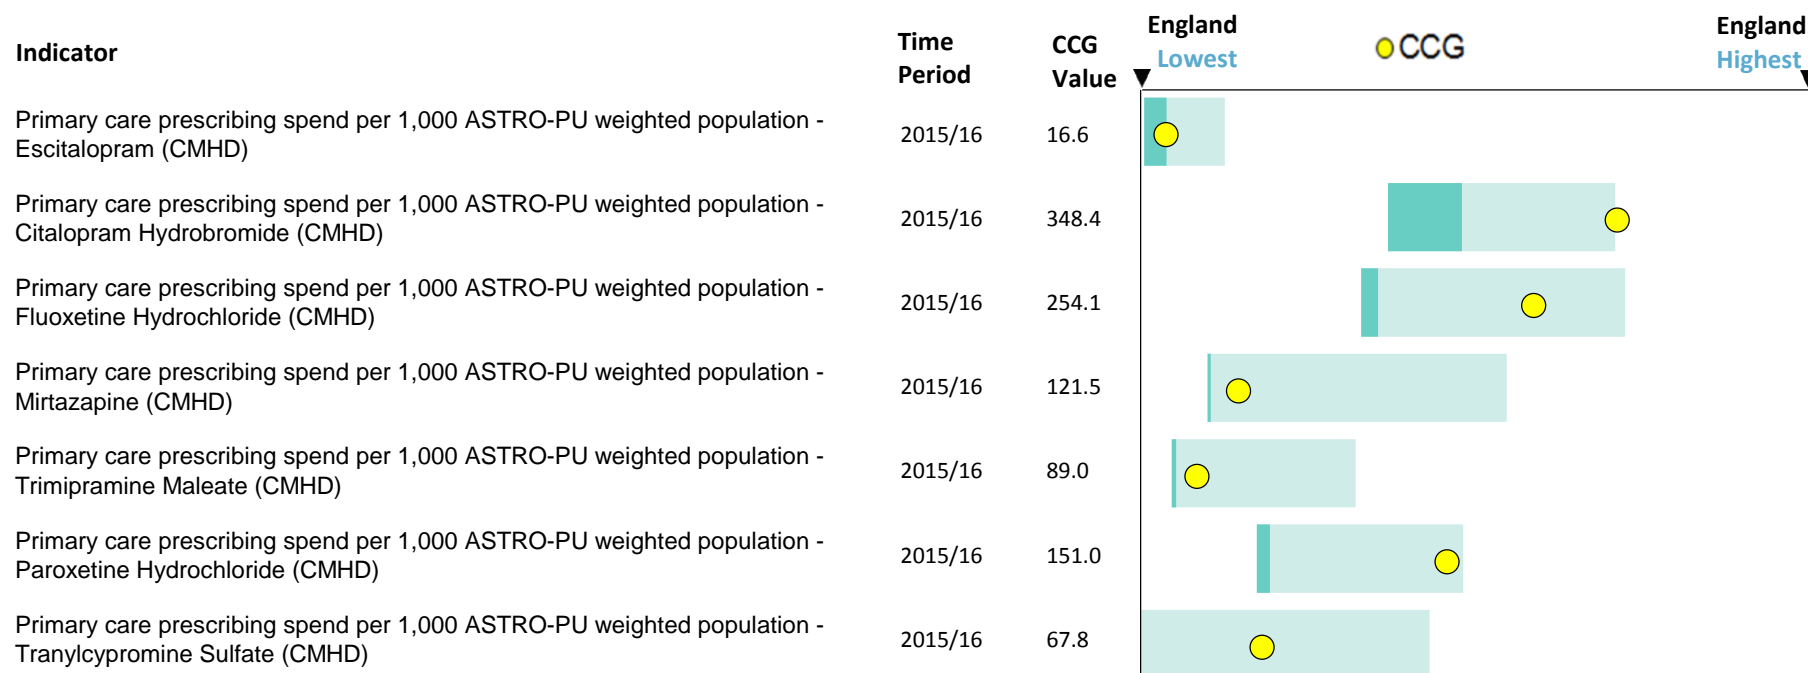 Indicator
Time Period
CCG Value
England Lowest
CCG
England Highest
Primary care prescribing spend per 1,000 ASTRO-PU weighted population -
Escitalopram (CMHD)
2015/16
16.6
Primary care prescribing spend per 1,000 ASTRO-PU weighted population -
Citalopram Hydrobromide (CMHD)
2015/16
348.4
Primary care prescribing spend per 1,000 ASTRO-PU weighted population -
Fluoxetine Hydrochloride (CMHD)
2015/16
254.1
Primary care prescribing spend per 1,000 ASTRO-PU weighted population -
Mirtazapine (CMHD)
2015/16
121.5
Primary care prescribing spend per 1,000 ASTRO-PU weighted population -
Trimipramine Maleate (CMHD)
2015/16
89.0
Primary care prescribing spend per 1,000 ASTRO-PU weighted population -
Paroxetine Hydrochloride (CMHD)
2015/16
151.0
Primary care prescribing spend per 1,000 ASTRO-PU weighted population -
Tranylcypromine Sulfate (CMHD)
2015/16
67.8